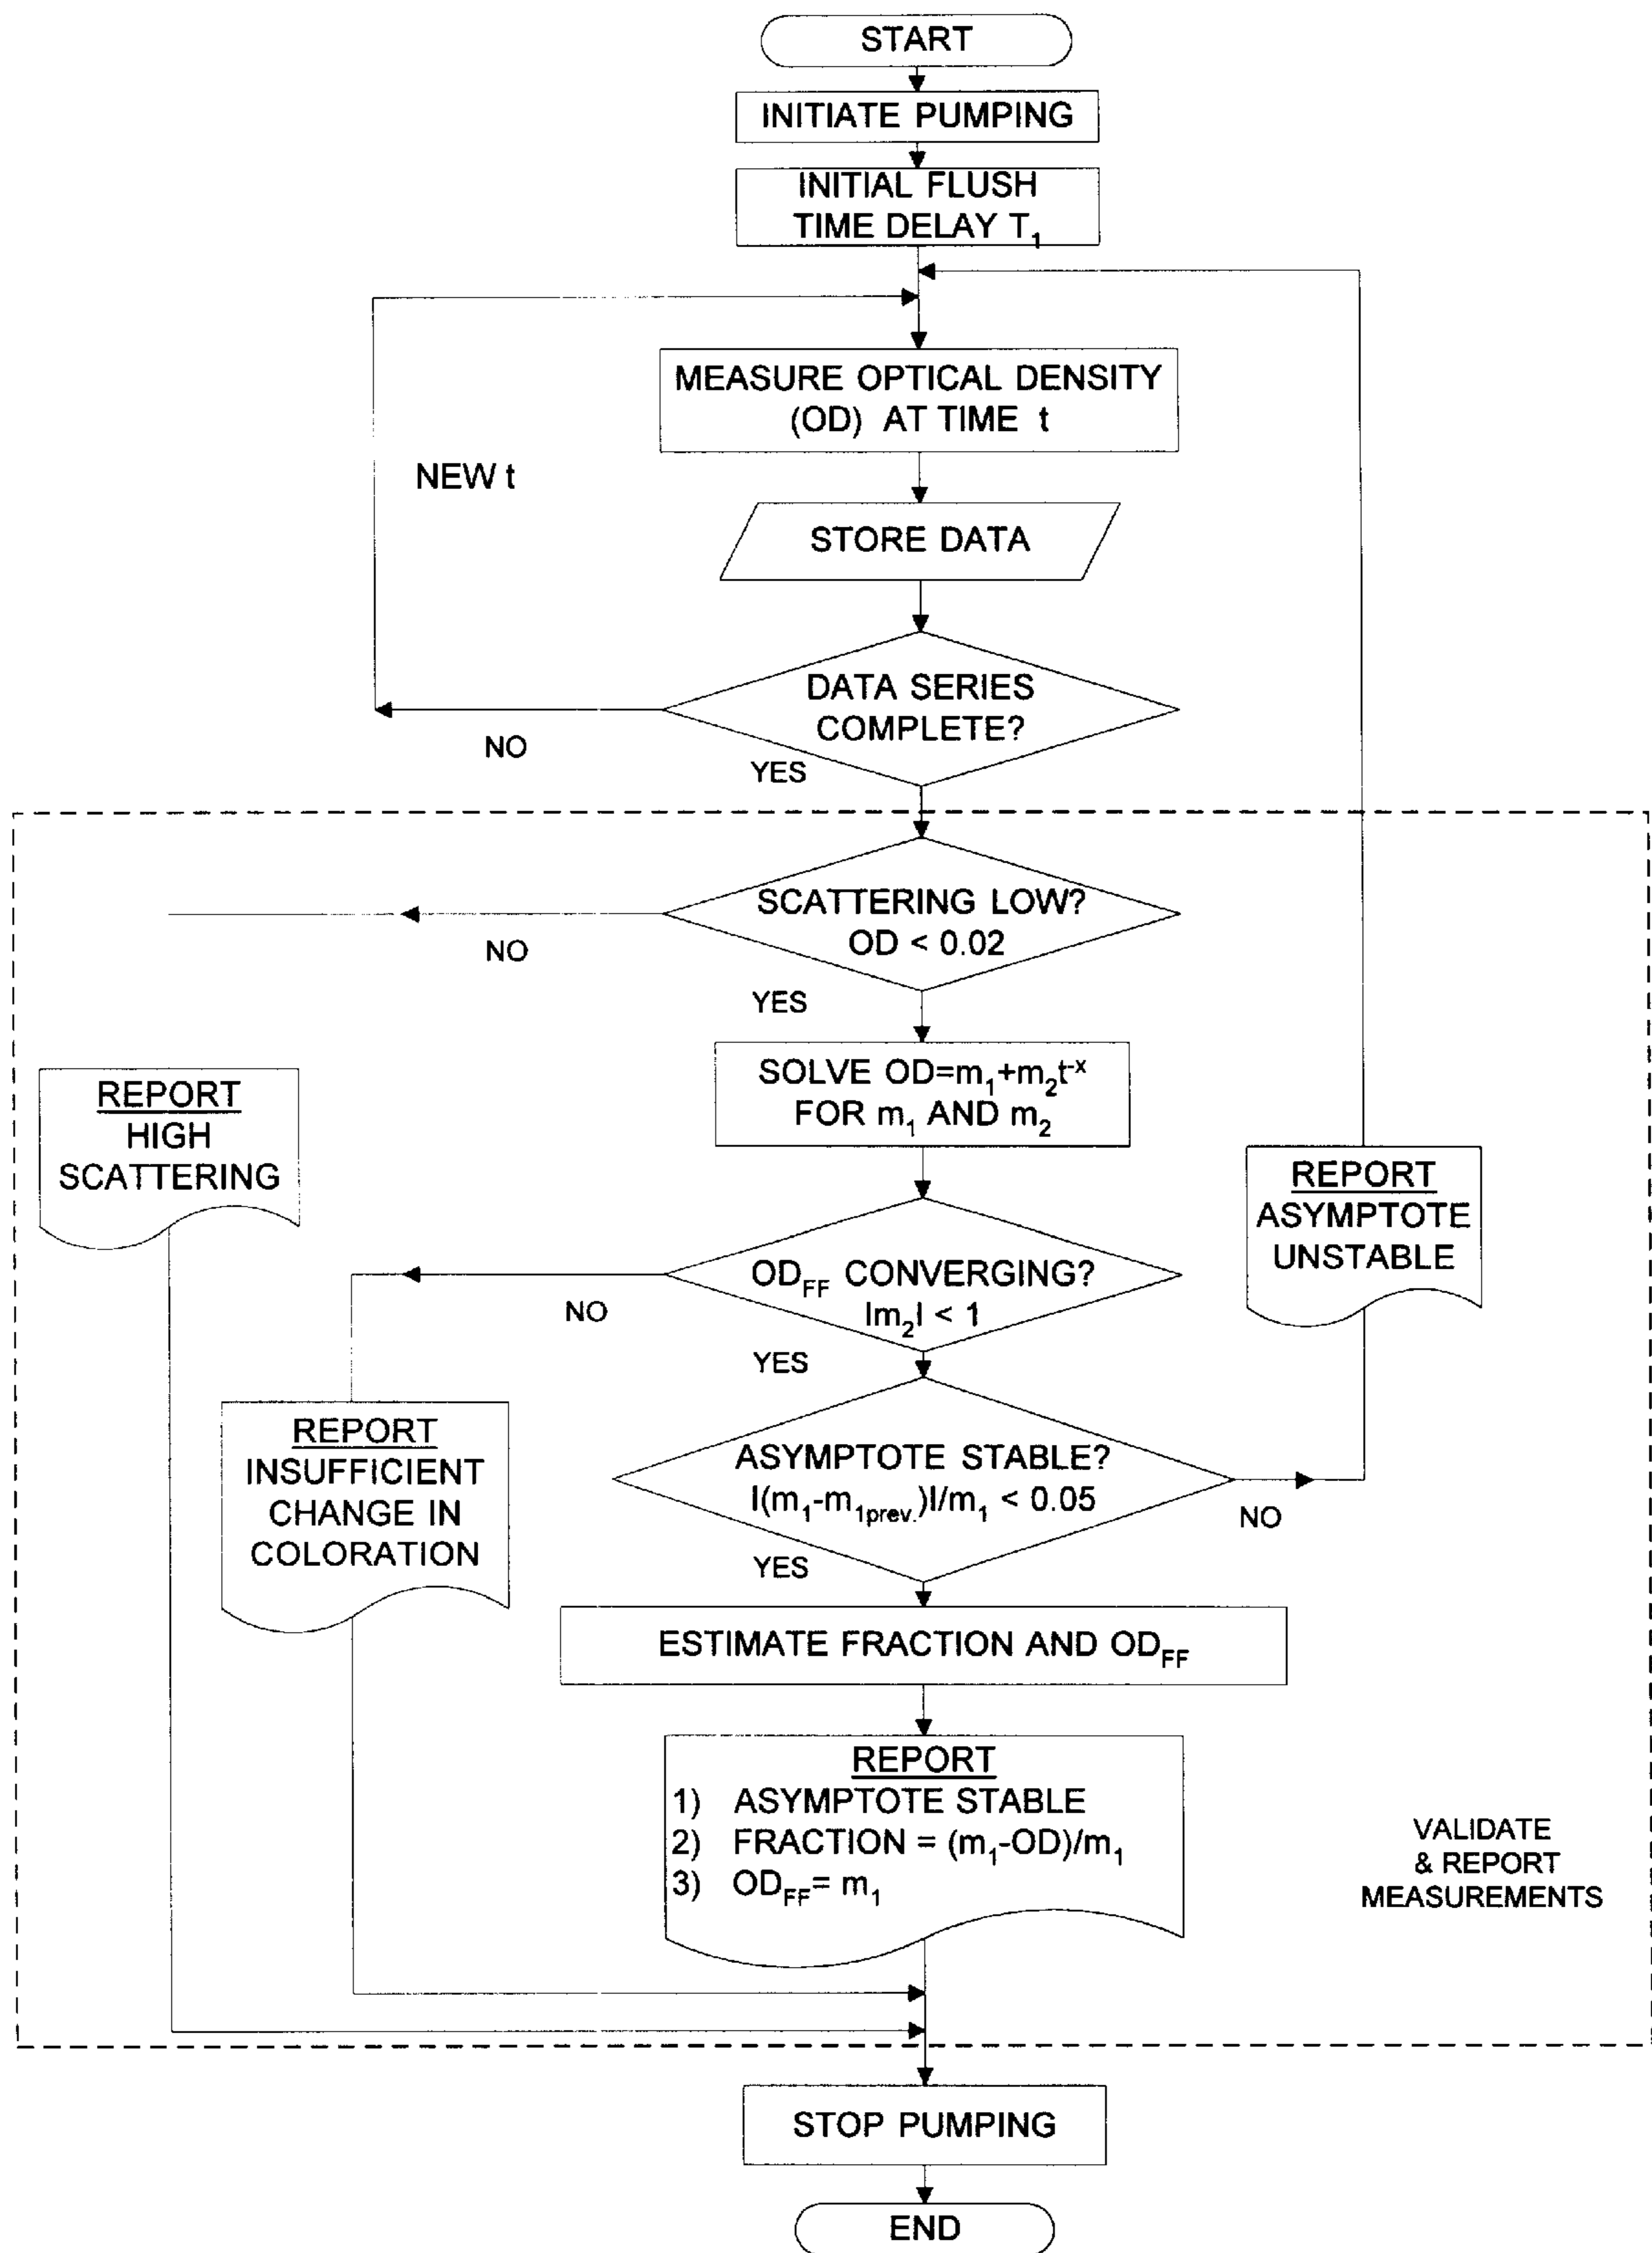 START
INITIATE PUMPING
INITIAL FLUSH
TIME DELAY T₁
MEASURE OPTICAL DENSITY
(OD) AT TIME t
NEW t
STORE DATA
DATA SERIES
COMPLETE?
NO
YES
SCATTERING LOW?
OD < 0.02
NO
YES
SOLVE OD=m₁+m₂t⁻ˣ
FOR m₁ AND m₂
REPORT
HIGH
SCATTERING
REPORT
ASYMPTOTE
UNSTABLE
OD_FF CONVERGING?
|m₂| < 1
NO
YES
REPORT
INSUFFICIENT
CHANGE IN
COLORATION
ASYMPTOTE STABLE?
|(m₁-m₁prev.)|/m₁ < 0.05
NO
YES
ESTIMATE FRACTION AND OD_FF
REPORT
1) ASYMPTOTE STABLE
2) FRACTION = (m₁-OD)/m₁
3) OD_FF= m₁
VALIDATE
& REPORT
MEASUREMENTS
STOP PUMPING
END